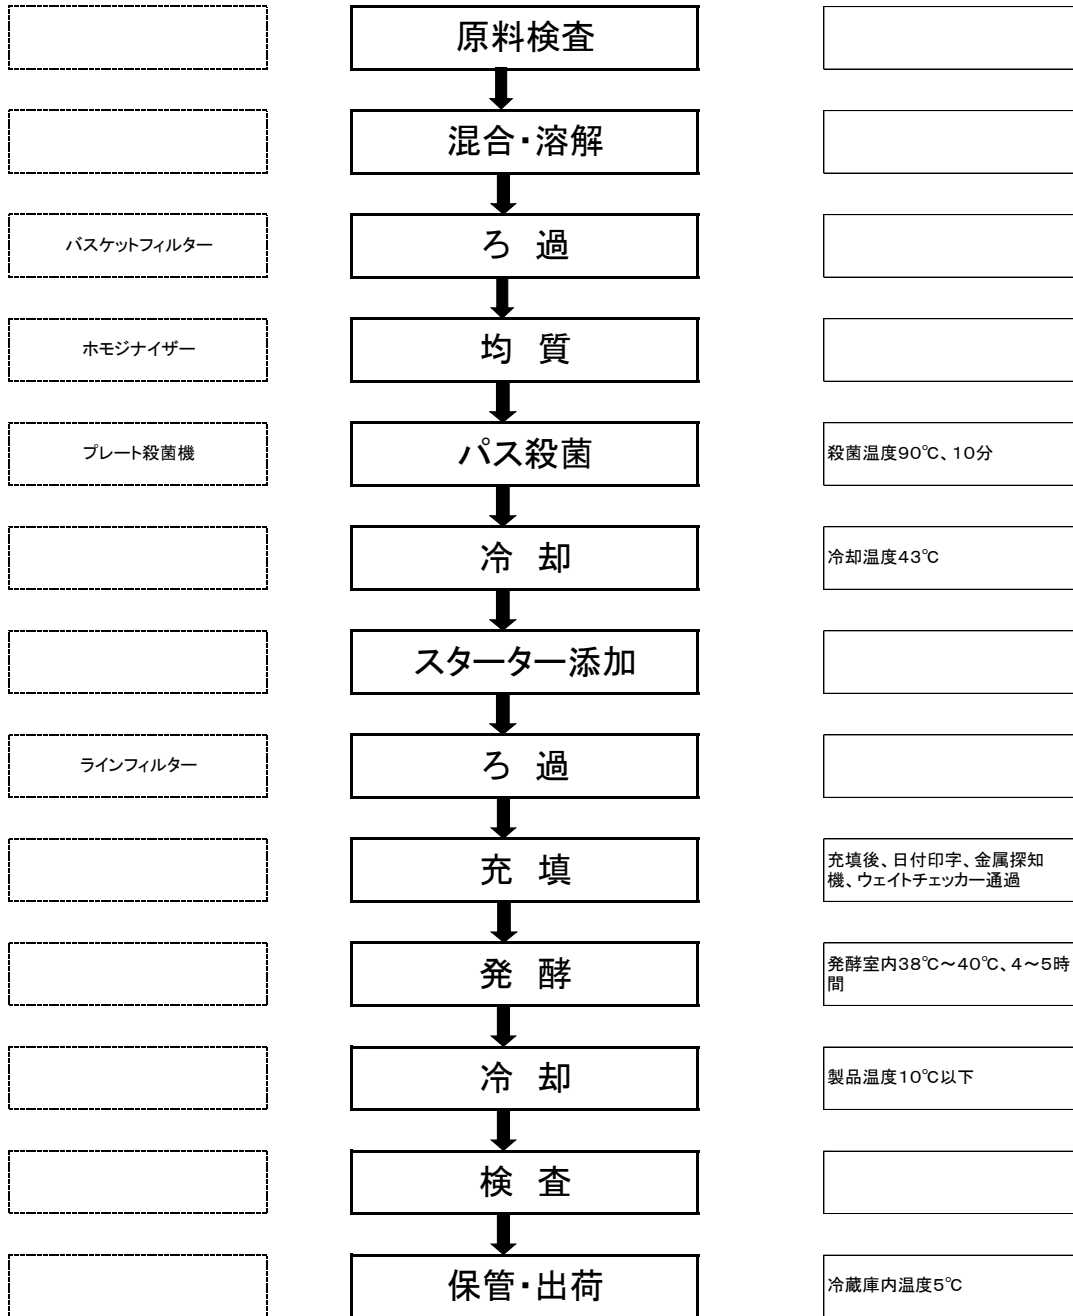 原料検査
混合・溶解
バスケットフィルター
ろ 過
ホモジナイザー
均 質
プレート殺菌機
パス殺菌
殺菌温度90℃、10分
冷 却
冷却温度43℃
スターター添加
ラインフィルター
ろ 過
充 填
充填後、日付印字、金属探知
機、ウェイトチェッカー通過
発 酵
発酵室内38℃～40℃、4～5時
間
冷 却
製品温度10℃以下
検 査
保管・出荷
冷蔵庫内温度5℃